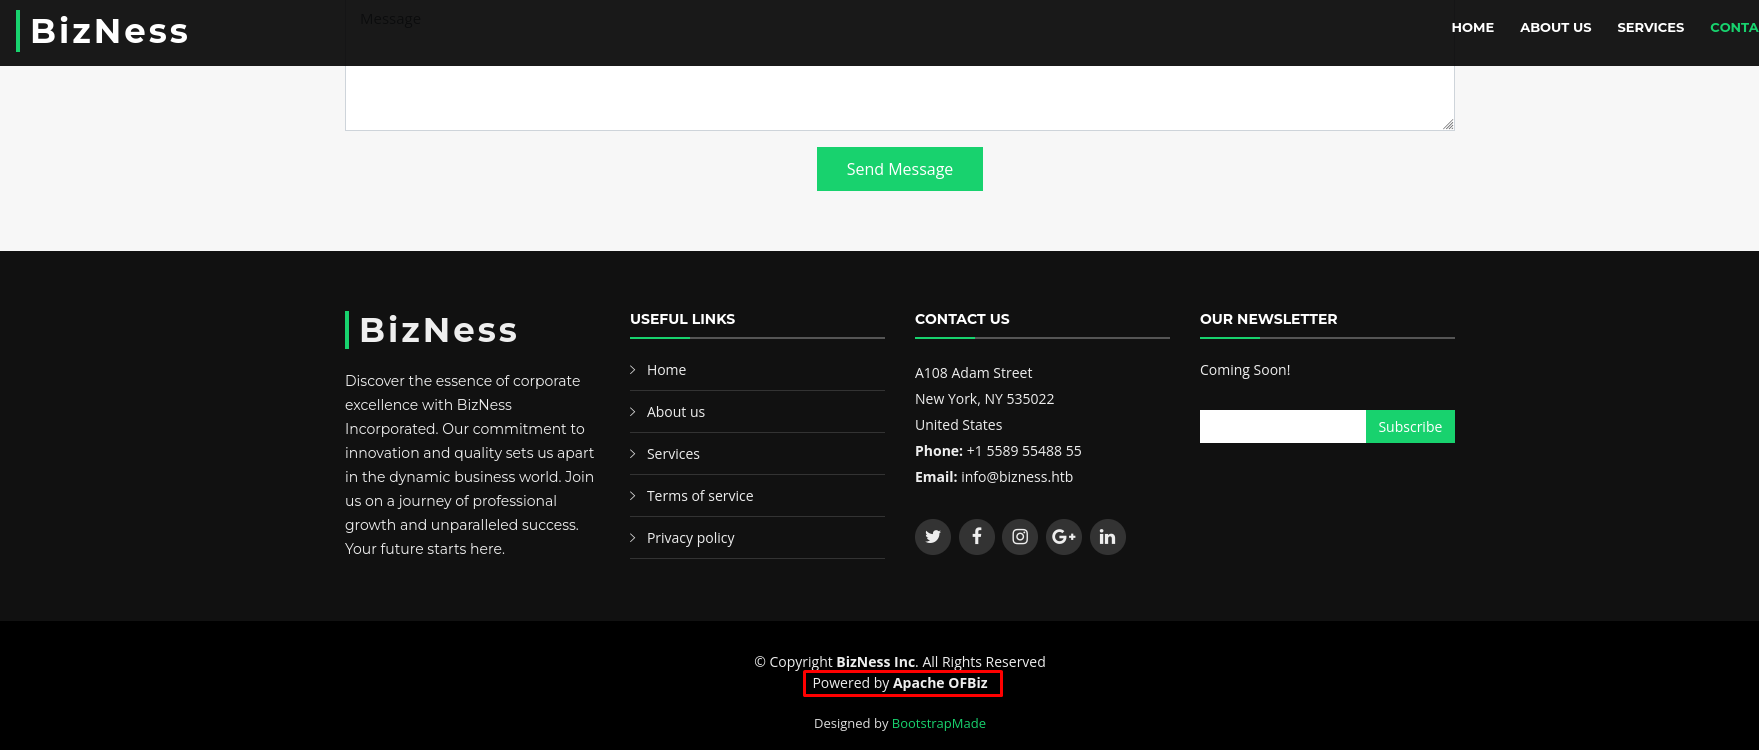 BizNess
HOME ABOUT US SERVICES CONTA
Message
Send Message
BizNess
Discover the essence of corporate
excellence with BizNess
Incorporated. Our commitment to
innovation and quality sets us apart
in the dynamic business world. Join
us on a journey of professional
growth and unparalleled success.
Your future starts here.
USEFUL LINKS
Home
About us
Services
Terms of service
Privacy policy
CONTACT US
A108 Adam Street
New York, NY 535022
United States
Phone: +1 5589 55488 55
Email: info@bizness.htb
OUR NEWSLETTER
Coming Soon!
Subscribe
© Copyright BizNess Inc. All Rights Reserved
Powered by Apache OFBiz
Designed by BootstrapMade